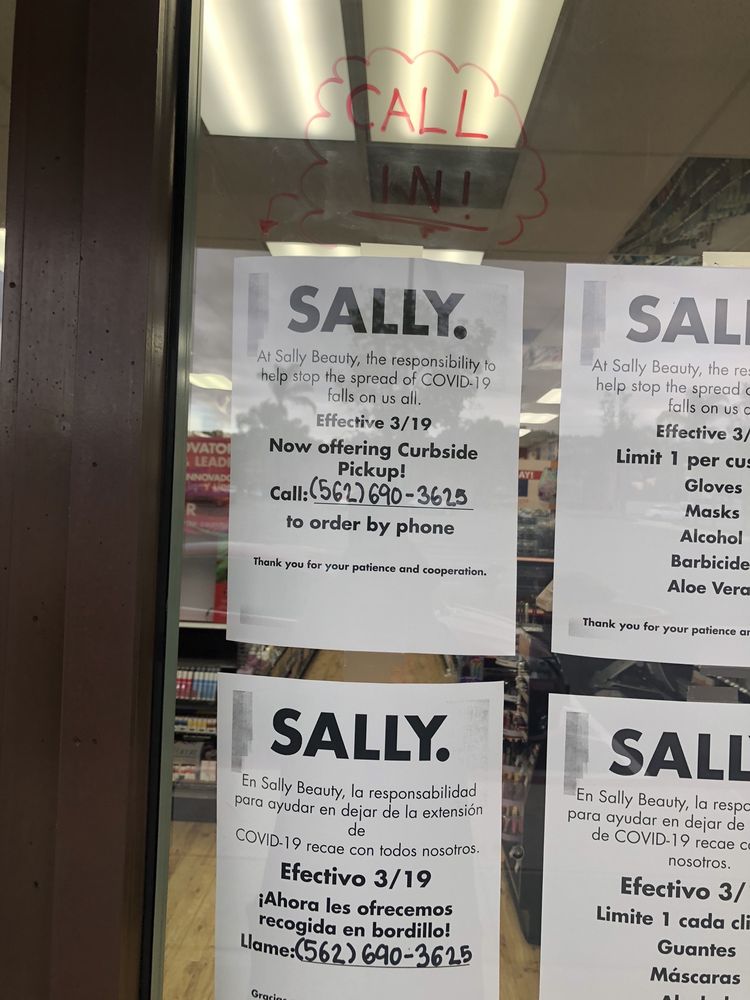 CALL
IN!
SALLY.
At Sally Beauty, the responsibility to
help stop the spread of COVID-19
falls on us all.
Effective 3/19
Now offering Curbside
Pickup!
Call: (562) 690-3625
to order by phone
Thank you for your patience and cooperation.
SAL
At Sally Beauty, the res
help stop the spread
falls on us
Effective 3/
Limit 1 per cus
Gloves
Masks
Alcohol
Barbicide
Aloe Vera
Thank you for your patience an
SALLY.
En Sally Beauty, la responsabilidad
para ayudar en dejar de la extensión
de
COVID-19 recae con todos nosotros.
Efectivo 3/19
¡Ahora les ofrecemos
recogida en bordillo!
Llame: (562) 690-3625
Gracias
SALL
En Sally Beauty, la respo
para ayudar en dejar de
de COVID-19 recae co
nosotros.
Efectivo 3/
Limite 1 cada cli
Guantes
Máscaras